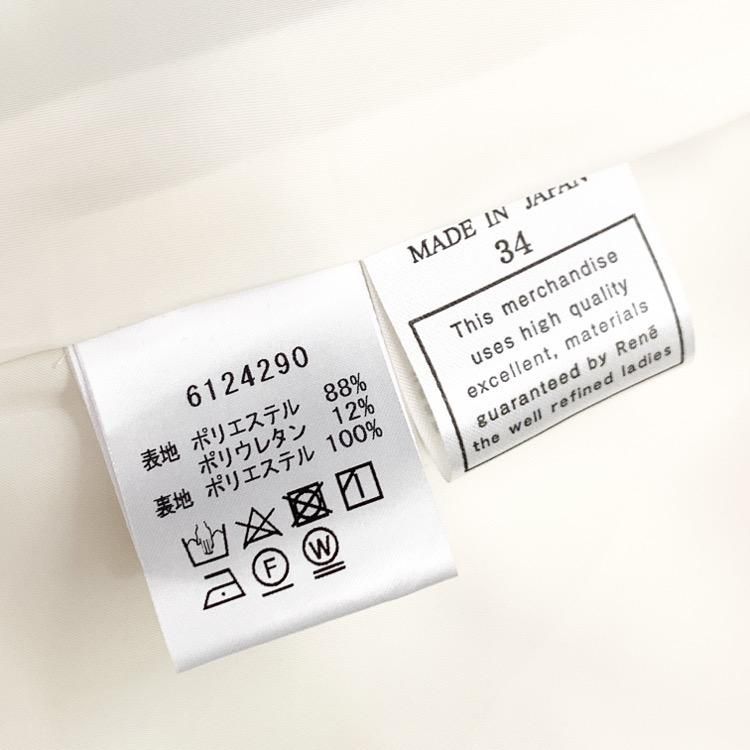 6124290
表地 ポリエステル 88%
ポリウレタン 12%
裏地 ポリエステル 100%
F W
MADE IN JAPAN
34
This merchandise
uses high quality
excellent, materials
guaranteed by René
the well refined ladies